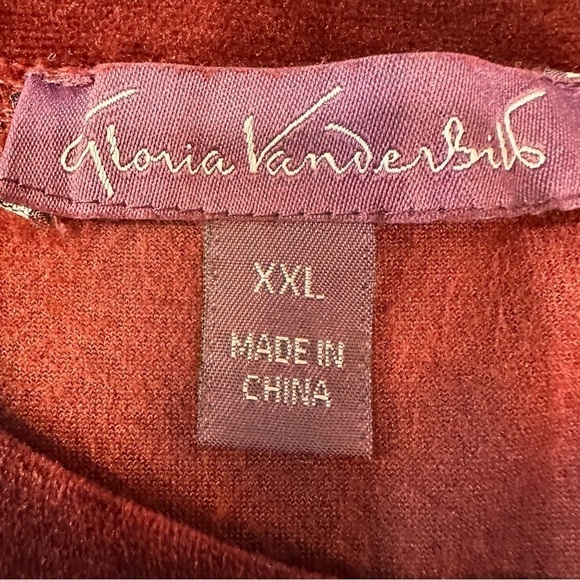 Gloria Vanderbilt
XXL
MADE IN
CHINA